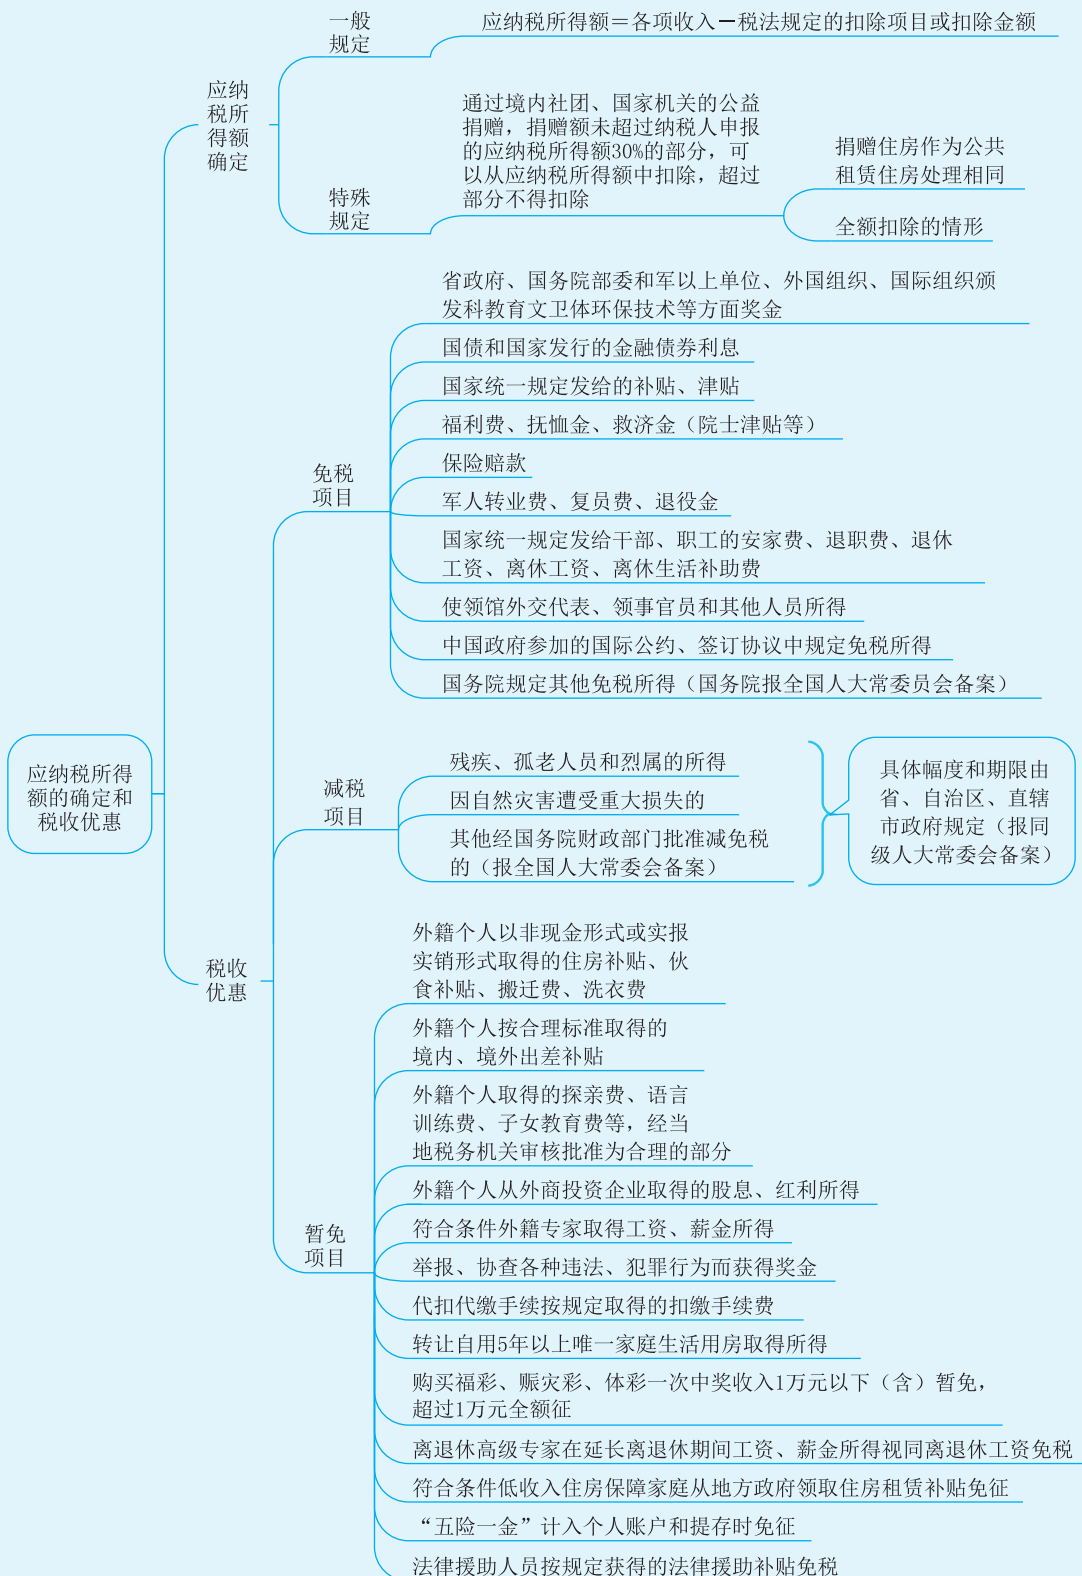 应纳税所得
额的确定和
税收优惠
应纳
税所
得额
确定
一般
规定
应纳税所得额＝各项收入－税法规定的扣除项目或扣除金额
特殊
规定
通过境内社团、国家机关的公益
捐赠，捐赠额未超过纳税人申报
的应纳税所得额30%的部分，可
以从应纳税所得额中扣除，超过
部分不得扣除
捐赠住房作为公共
租赁住房处理相同
全额扣除的情形
税收
优惠
免税
项目
省政府、国务院部委和军以上单位、外国组织、国际组织颁
发科教育文卫体环保技术等方面奖金
国债和国家发行的金融债券利息
国家统一规定发给的补贴、津贴
福利费、抚恤金、救济金（院士津贴等）
保险赔款
军人转业费、复员费、退役金
国家统一规定发给干部、职工的安家费、退职费、退休
工资、离休工资、离休生活补助费
使领馆外交代表、领事官员和其他人员所得
中国政府参加的国际公约、签订协议中规定免税所得
国务院规定其他免税所得（国务院报全国人大常委员会备案）
减税
项目
残疾、孤老人员和烈属的所得
因自然灾害遭受重大损失的
其他经国务院财政部门批准减免税
的（报全国人大常委会备案）
具体幅度和期限由
省、自治区、直辖
市政府规定（报同
级人大常委会备案）
暂免
项目
外籍个人以非现金形式或实报
实销形式取得的住房补贴、伙
食补贴、搬迁费、洗衣费
外籍个人按合理标准取得的
境内、境外出差补贴
外籍个人取得的探亲费、语言
训练费、子女教育费等，经当
地税务机关审核批准为合理的部分
外籍个人从外商投资企业取得的股息、红利所得
符合条件外籍专家取得工资、薪金所得
举报、协查各种违法、犯罪行为而获得奖金
代扣代缴手续按规定取得的扣缴手续费
转让自用5年以上唯一家庭生活用房取得所得
购买福彩、赈灾彩、体彩一次中奖收入1万元以下（含）暂免，
超过1万元全额征
离退休高级专家在延长离退休期间工资、薪金所得视同离退休工资免税
符合条件低收入住房保障家庭从地方政府领取住房租赁补贴免征
“五险一金”计入个人账户和提存时免征
法律援助人员按规定获得的法律援助补贴免税